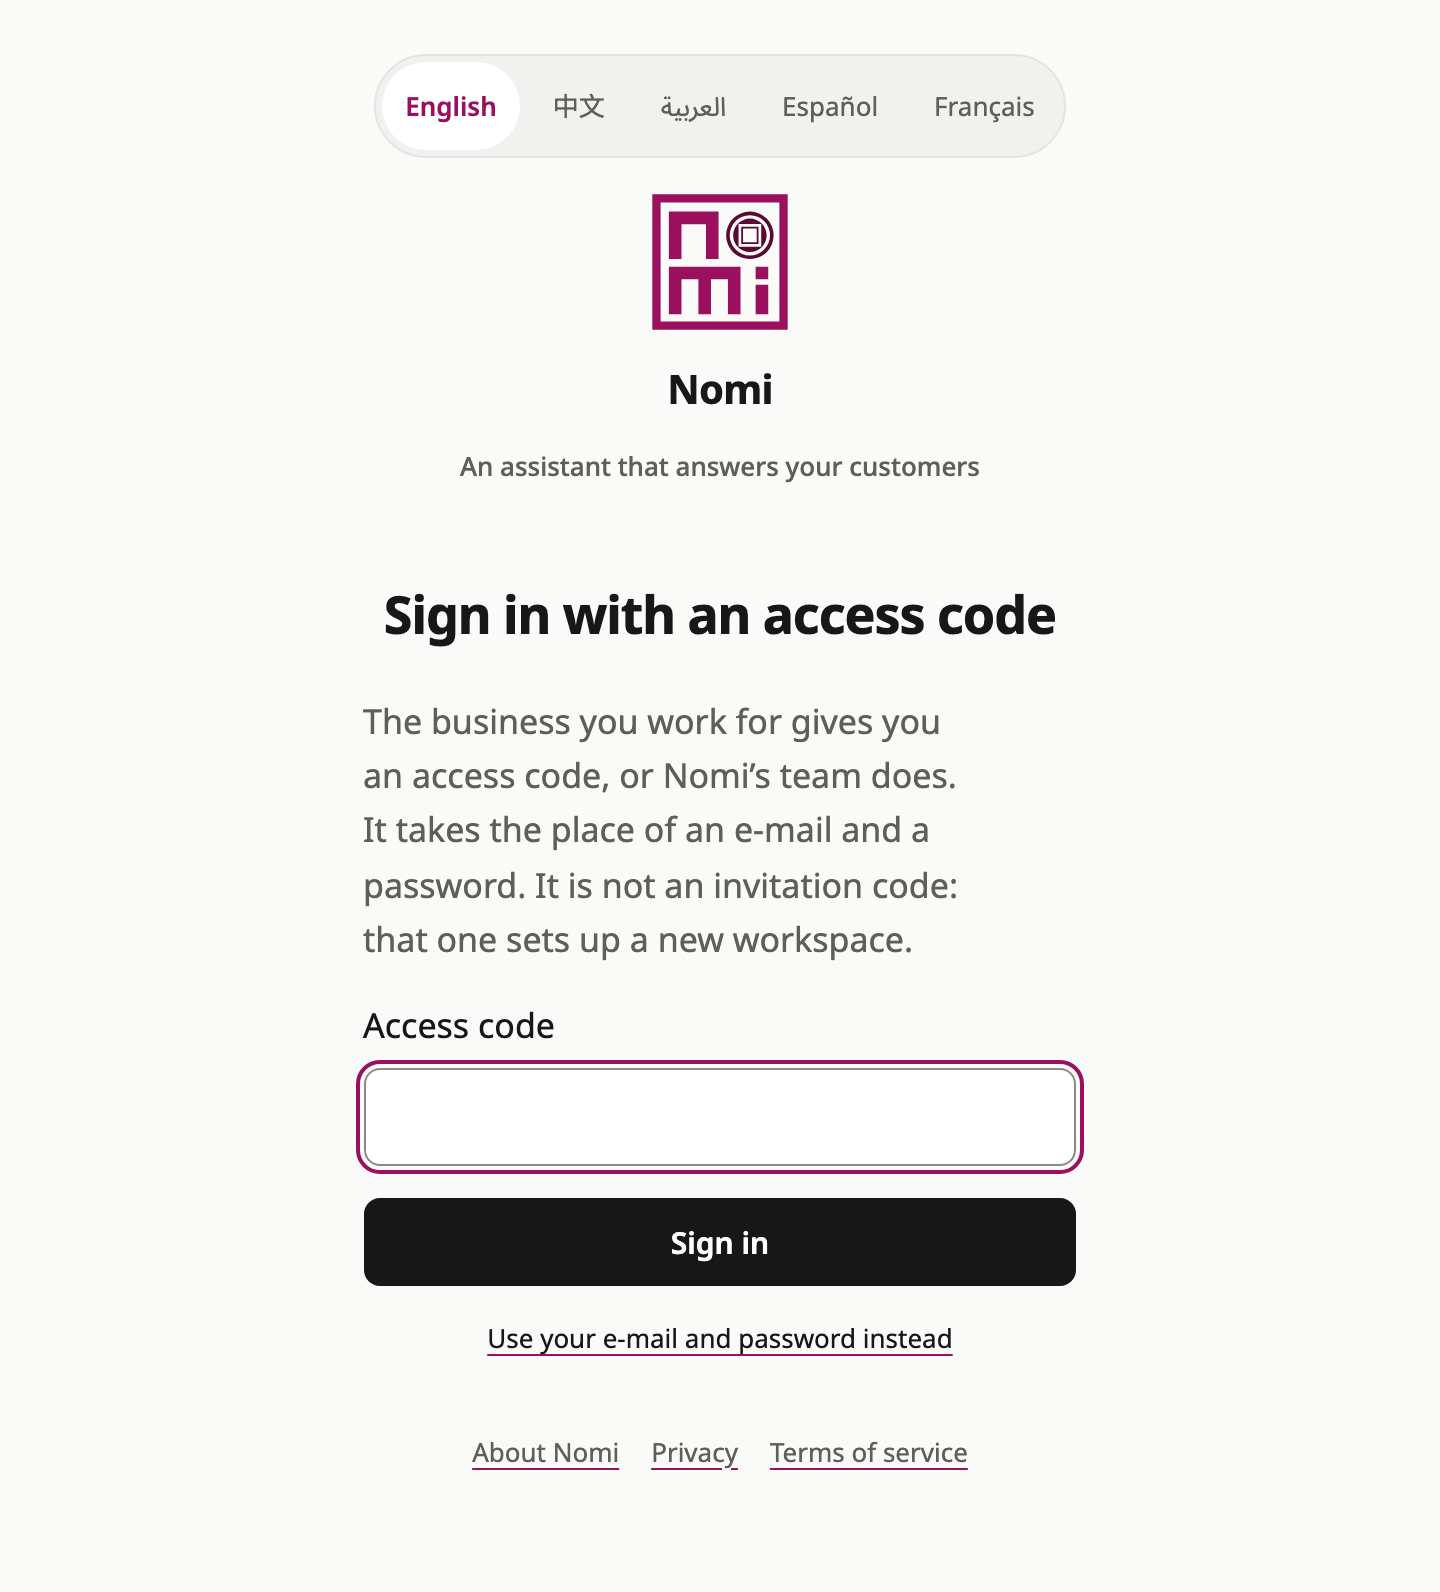 English 中文 العربية Español Français
nomi
Nomi
An assistant that answers your customers
Sign in with an access code
The business you work for gives you
an access code, or Nomi’s team does.
It takes the place of an e-mail and a
password. It is not an invitation code:
that one sets up a new workspace.
Access code
Sign in
Use your e-mail and password instead
About Nomi Privacy Terms of service